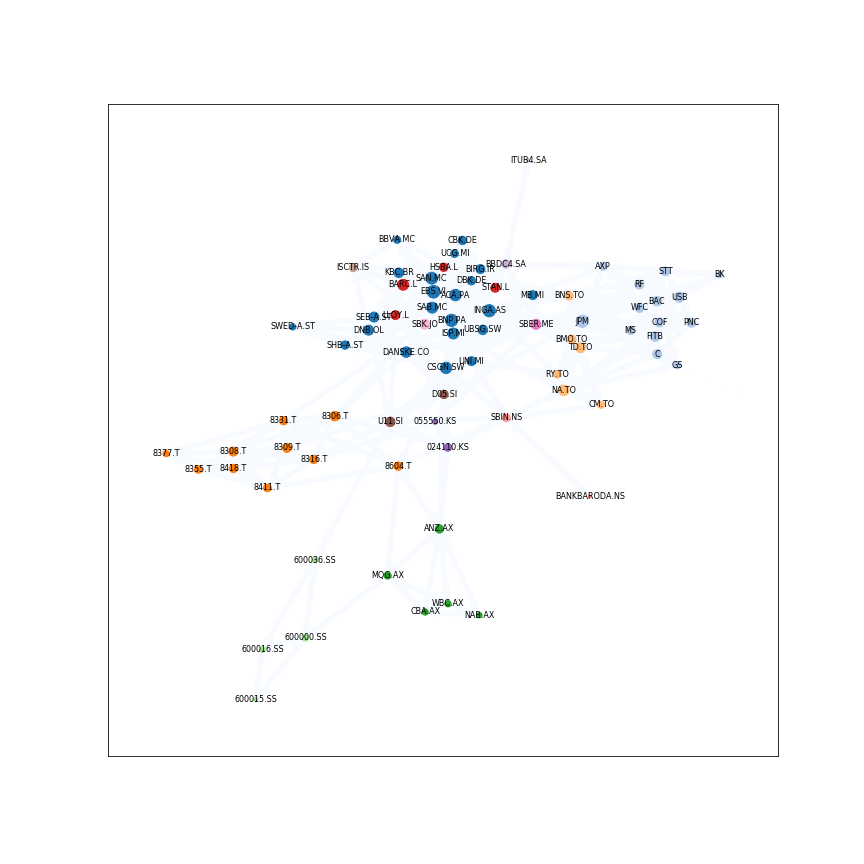 ITUB4.SA
BBVA.MC
CBK.DE
UCG.MI
ISCTR.IS
KBC.BR
HSBA.L
BIRG.IR
BBDC4.SA
AXP
STT
BK
SAN.MC
BARC.L
DBK.DE
STAN.L
RF
EBS.VI
ACA.PA
MB.MI
BNS.TO
USB
BAC
WFC
SAB.MC
INGA.AS
LLOY.L
SEB-A.ST
SBK.JO
BNP.PA
SBER.ME
JPM
COF
PNC
SWED-A.ST
DNB.OL
ISP.MI
UBSG.SW
MS
FITB
SHB-A.ST
BMO.TO
TD.TO
DANSKE.CO
UNI.MI
C
GS
CSGN.SW
RY.TO
D05.SI
NA.TO
CM.TO
8331.T
8306.T
U11.SI
055550.KS
SBIN.NS
8377.T
8308.T
8309.T
024110.KS
8355.T
8418.T
8316.T
8604.T
8411.T
BANKBARODA.NS
ANZ.AX
600036.SS
MQG.AX
WBC.AX
CBA.AX
NAB.AX
600000.SS
600016.SS
600015.SS